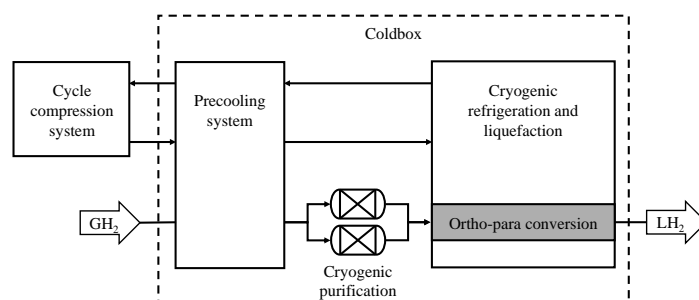 Coldbox
Cycle
compression
system
Precooling
system
Cryogenic
refrigeration and
liquefaction
GH₂
Ortho-para conversion
LH₂
Cryogenic
purification